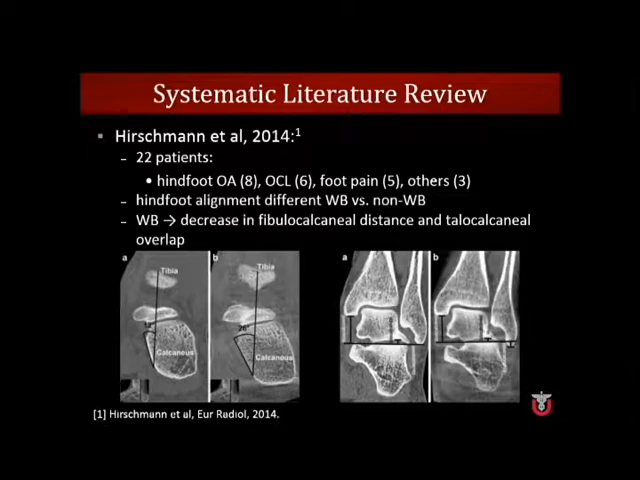 Systematic Literature Review
Hirschmann et al, 2014:1
– 22 patients:
• hindfoot OA (8), OCL (6), foot pain (5), others (3)
– hindfoot alignment different WB vs. non-WB
– WB → decrease in fibulocalcaneal distance and talocalcaneal
overlap
a b a b
Tibia Tibia
Calcaneus Calcaneus
[1] Hirschmann et al, Eur Radiol, 2014.